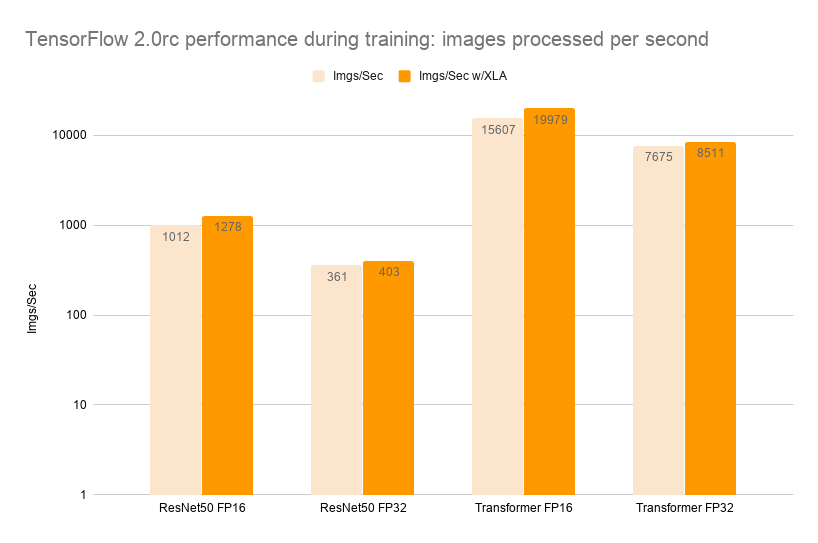 TensorFlow 2.0rc performance during training: images processed per second
Imgs/Sec
Imgs/Sec w/XLA
Imgs/Sec
10000
1000
100
10
1
1012
1278
361
403
15607
19979
7675
8511
ResNet50 FP16
ResNet50 FP32
Transformer FP16
Transformer FP32